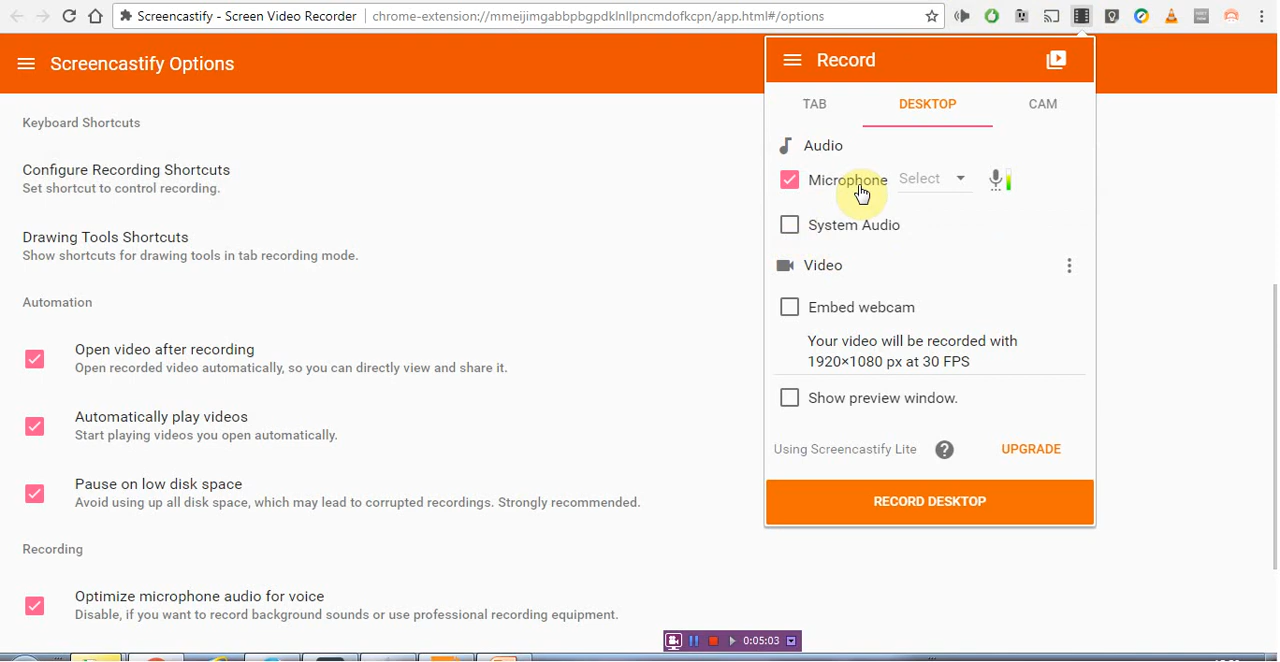 Screencastify - Screen Video Recorder
chrome-extension://mmeijimgabbpbgpdklnllpncmdofkcpn/app.html#/options
Screencastify Options
Keyboard Shortcuts
Configure Recording Shortcuts
Set shortcut to control recording.
Drawing Tools Shortcuts
Show shortcuts for drawing tools in tab recording mode.
Automation
Open video after recording
Open recorded video automatically, so you can directly view and share it.
Automatically play videos
Start playing videos you open automatically.
Pause on low disk space
Avoid using up all disk space, which may lead to corrupted recordings. Strongly recommended.
Recording
Optimize microphone audio for voice
Disable, if you want to record background sounds or use professional recording equipment.
Record
TAB DESKTOP CAM
Audio
Microphone Select
System Audio
Video
Embed webcam
Your video will be recorded with
1920×1080 px at 30 FPS
Show preview window.
Using Screencastify Lite ? UPGRADE
RECORD DESKTOP
0:05:03